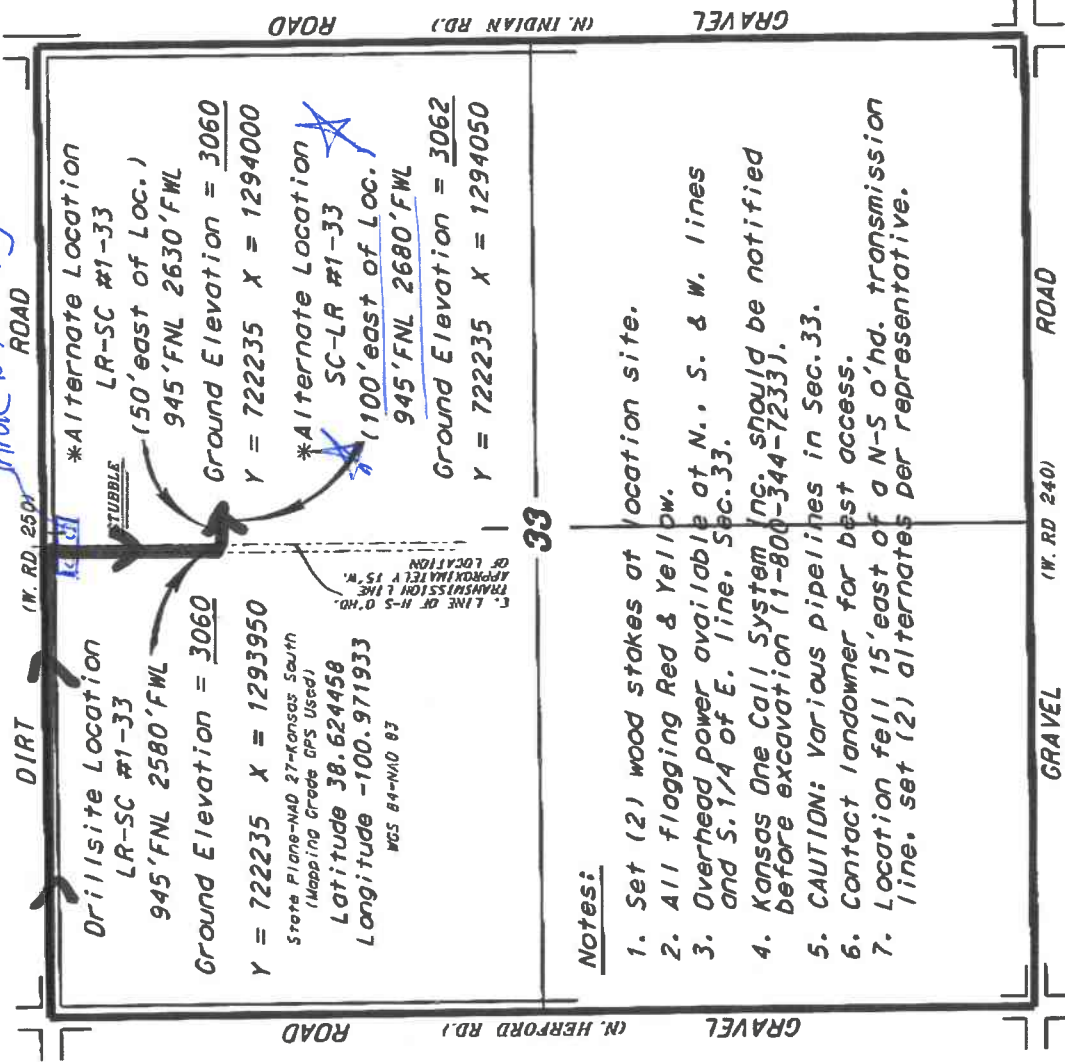 DIRT
(W. RD. 250)
ROAD
Drillsite Location
LR-SC #1-33
945'FNL 2580'FWL
Ground Elevation = 3060
Y = 722235 X = 1293950
State Plane-NAD 27-Kansas South
(Mapping Grade GPS Used)
Latitude 38.624458
Longitude -100.971933
WGS 84-NAD 83
STUBBLE
*Alternate Location
LR-SC #1-33
(50'east of Loc.)
945'FNL 2630'FWL
Ground Elevation = 3060
Y = 722235 X = 1294000
*Alternate Location
SC-LR #1-33
(100'east of Loc.)
945'FNL 2680'FWL
Ground Elevation = 3062
Y = 722235 X = 1294050
C. LINE OF N-S O'HD.
TRANSMISSION LINE
APPROXIMATELY 15'W.
OF LOCATION
33
Notes:
1. Set (2) wood stakes at location site.
2. All flagging Red & Yellow.
3. Overhead power available at N., S. & W. lines
and S.1/4 of E. line, Sec.33.
4. Kansas One Call System Inc. should be notified
before excavation (1-800-344-7233).
5. CAUTION: Various pipelines in Sec.33.
6. Contact landowner for best access.
7. Location fell 15'east of a N-S o'hd. transmission
line, set (2) alternates per representative.
GRAVEL
(W. RD 240)
ROAD
ROAD
(N. HERFORD RD.)
GRAVEL
ROAD
(N. INDIAN RD.)
GRAVEL